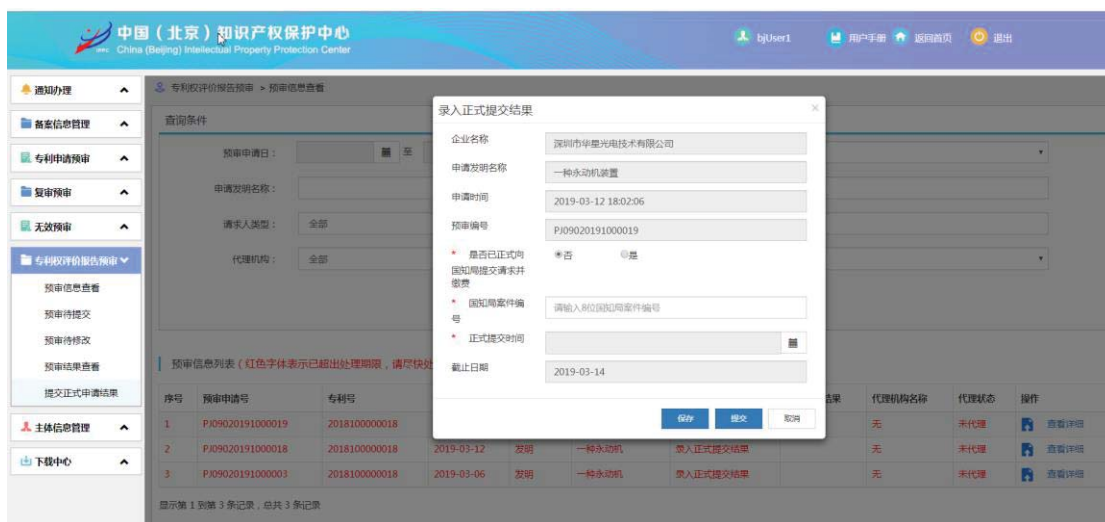 中国（北京）知识产权保护中心
China (Beijing) Intellectual Property Protection Center
bjUser1
用户手册
返回首页
退出
通知办理
备案信息管理
专利申请预审
复审预审
无效预审
专利权评价报告预审
预审信息查看
预审待提交
预审待修改
预审结果查看
提交正式申请结果
主体信息管理
下载中心
专利权评价报告预审 > 预审信息查看
查询条件
预审申请日：
至
申请发明名称：
请求人类型： 全部
代理机构： 全部
录入正式提交结果
×
企业名称 深圳市华星光电技术有限公司
申请发明名称 一种永动机装置
申请时间 2019-03-12 18:02:06
预审编号 PJ09020191000019
* 是否已正式向 否 是
国知局提交请求并
缴费
* 国知局案件编 请输入8位国知局案件编号
号
* 正式提交时间
截止日期 2019-03-14
保存 提交 取消
预审信息列表（红色字体表示已超出处理期限，请尽快处
序号 预审申请号 专利号 结果 代理机构名称 代理状态 操作
1 PJ09020191000019 2018100000018 无 未代理 查看详细
2 PJ09020191000018 2018100000018 2019-03-12 发明 一种永动机 录入正式提交结果 无 未代理 查看详细
3 PJ09020191000003 2018100000018 2019-03-06 发明 一种永动机 录入正式提交结果 无 未代理 查看详细
显示第 1 到第 3 条记录，总共 3 条记录